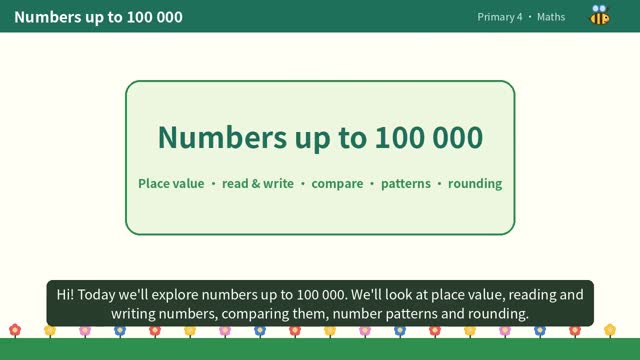 Numbers up to 100 000
Primary 4 • Maths
Numbers up to 100 000
Place value • read & write • compare • patterns • rounding
Hi! Today we'll explore numbers up to 100 000. We'll look at place value, reading and
writing numbers, comparing them, number patterns and rounding.